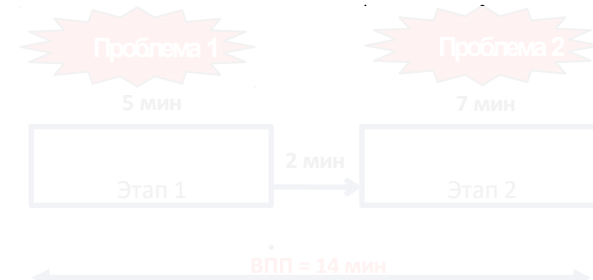 Проблема 1
Проблема 2
5 мин
7 мин
2 мин
Этап 1
Этап 2
ВПП = 14 мин